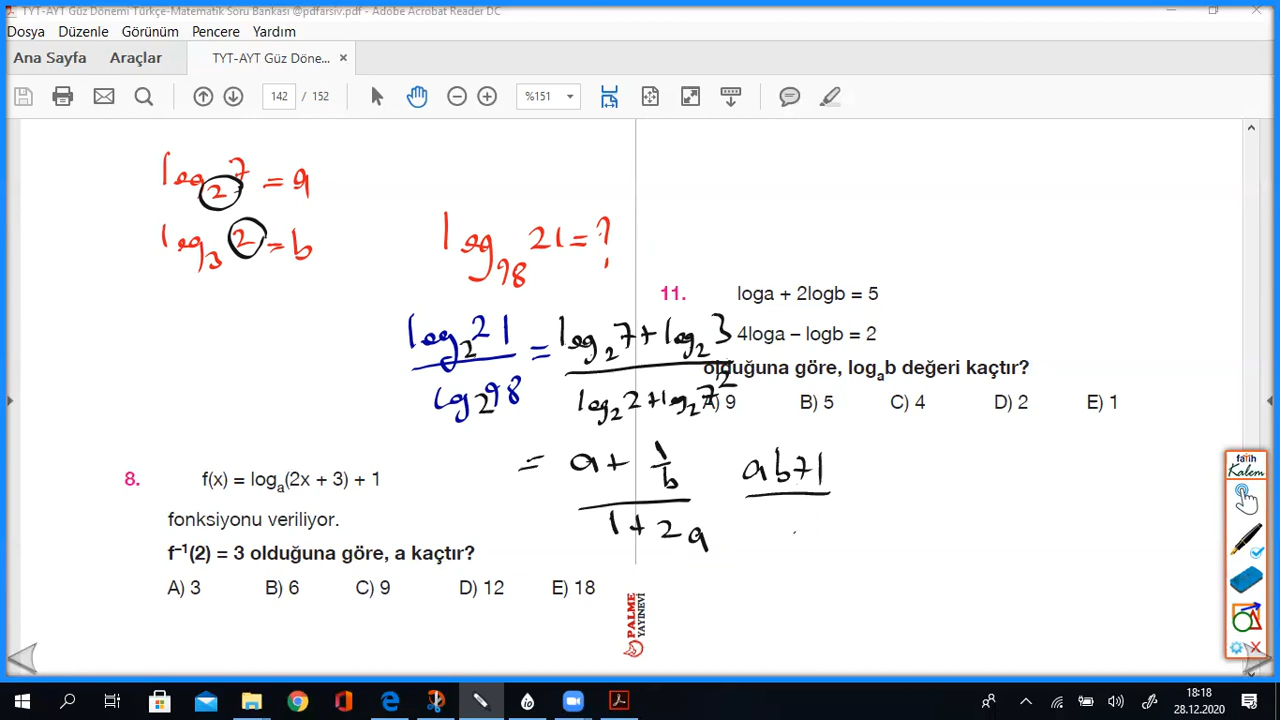 TYT-AYT Güz Dönemi Türkçe-Matematik Soru Bankası @pdfarsiv.pdf - Adobe Acrobat Reader DC
Dosya Düzenle Görünüm Pencere Yardım
Ana Sayfa Araçlar TYT-AYT Güz Döne... ×
142 / 152 %151
log₂7 = a
log₃2 = b
log₉₈21 = ?
log₂21 / log₂98 = log₂7 + log₂3 / log₂2 + log₂7²
= a + 1/b / 1 + 2a
ab+1
8. f(x) = logₐ(2x + 3) + 1
fonksiyonu veriliyor.
f⁻¹(2) = 3 olduğuna göre, a kaçtır?
A) 3 B) 6 C) 9 D) 12 E) 18
11. loga + 2logb = 5
4loga – logb = 2
olduğuna göre, logₐb değeri kaçtır?
A) 9 B) 5 C) 4 D) 2 E) 1
PALME
YAYINEVİ
fatih
Kalem
18:18
28.12.2020